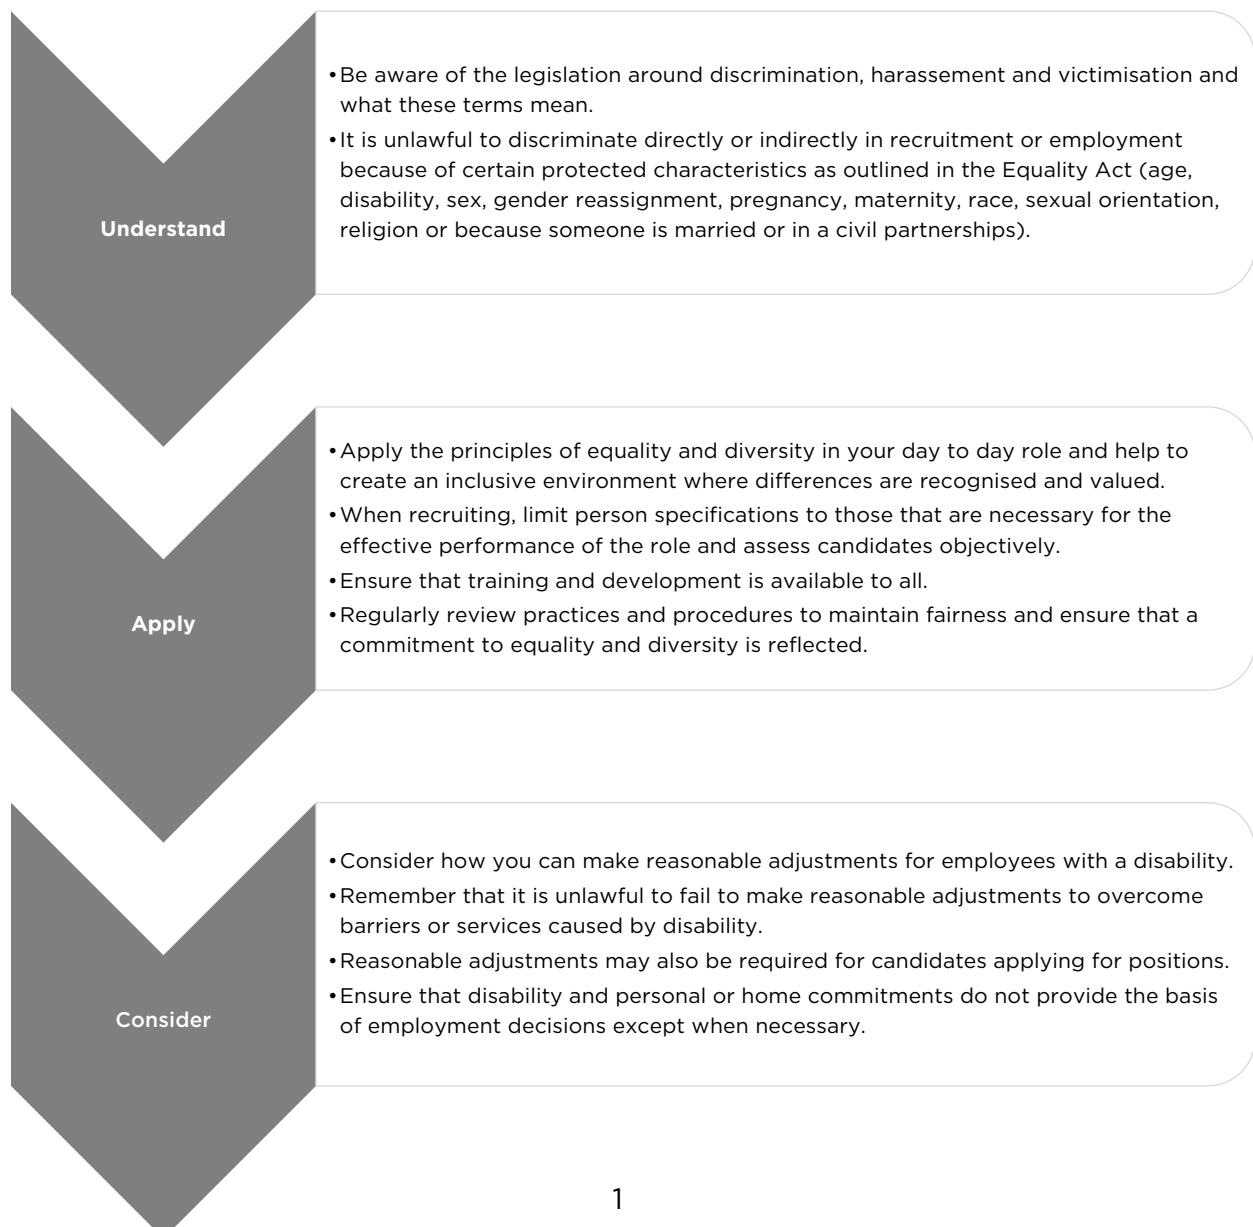 Understand
•Be aware of the legislation around discrimination, harassement and victimisation and
what these terms mean.
•It is unlawful to discriminate directly or indirectly in recruitment or employment
because of certain protected characteristics as outlined in the Equality Act (age,
disability, sex, gender reassignment, pregnancy, maternity, race, sexual orientation,
religion or because someone is married or in a civil partnerships).
Apply
•Apply the principles of equality and diversity in your day to day role and help to
create an inclusive environment where differences are recognised and valued.
•When recruiting, limit person specifications to those that are necessary for the
effective performance of the role and assess candidates objectively.
•Ensure that training and development is available to all.
•Regularly review practices and procedures to maintain fairness and ensure that a
commitment to equality and diversity is reflected.
Consider
•Consider how you can make reasonable adjustments for employees with a disability.
•Remember that it is unlawful to fail to make reasonable adjustments to overcome
barriers or services caused by disability.
•Reasonable adjustments may also be required for candidates applying for positions.
•Ensure that disability and personal or home commitments do not provide the basis
of employment decisions except when necessary.
1